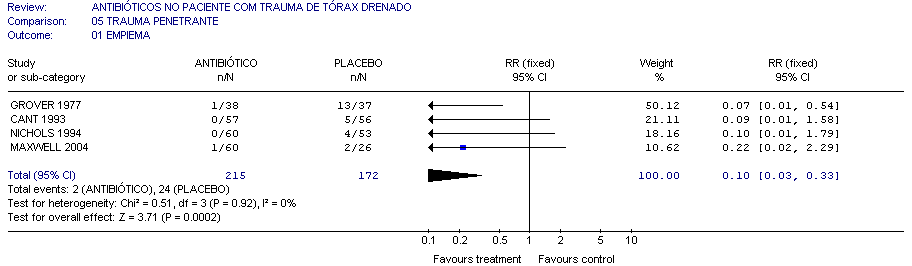 Review: ANTIBIÓTICOS NO PACIENTE COM TRAUMA DE TÓRAX DRENADO
Comparison: 05 TRAUMA PENETRANTE
Outcome: 01 EMPIEMA
Study ANTIBIÓTICO PLACEBO RR (fixed) Weight RR (fixed)
or sub-category n/N n/N 95% CI % 95% CI
GROVER 1977 1/38 13/37 50.12 0.07 [0.01, 0.54]
CANT 1993 0/57 5/56 21.11 0.09 [0.01, 1.58]
NICHOLS 1994 0/60 4/53 18.16 0.10 [0.01, 1.79]
MAXWELL 2004 1/60 2/26 10.62 0.22 [0.02, 2.29]
Total (95% CI) 215 172 100.00 0.10 [0.03, 0.33]
Total events: 2 (ANTIBIÓTICO), 24 (PLACEBO)
Test for heterogeneity: Chi² = 0.51, df = 3 (P = 0.92), I² = 0%
Test for overall effect: Z = 3.71 (P = 0.0002)
0.1 0.2 0.5 1 2 5 10
Favours treatment Favours control